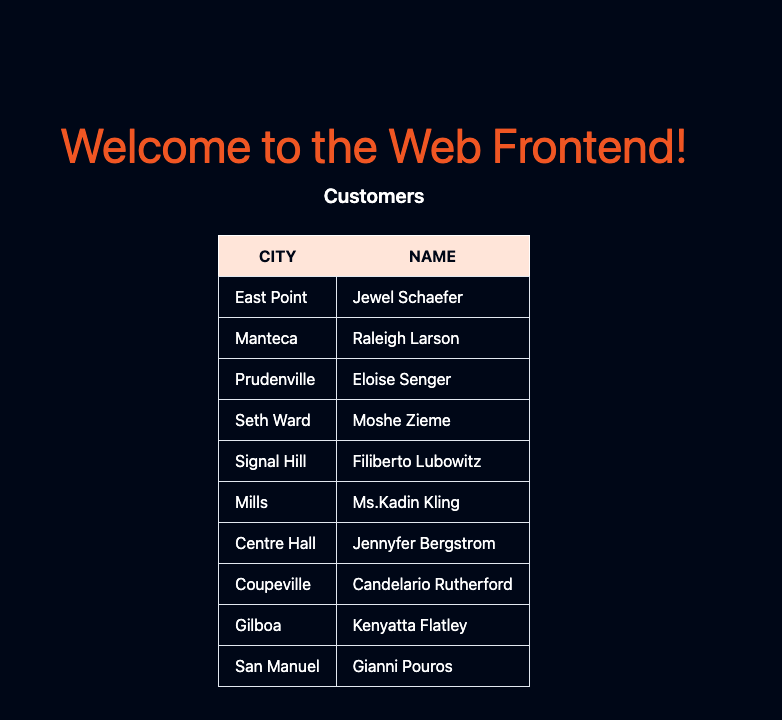 Welcome to the Web Frontend!
Customers
CITY NAME
East Point Jewel Schaefer
Manteca Raleigh Larson
Prudenville Eloise Senger
Seth Ward Moshe Zieme
Signal Hill Filiberto Lubowitz
Mills Ms.Kadin Kling
Centre Hall Jennyfer Bergstrom
Coupeville Candelario Rutherford
Gilboa Kenyatta Flatley
San Manuel Gianni Pouros